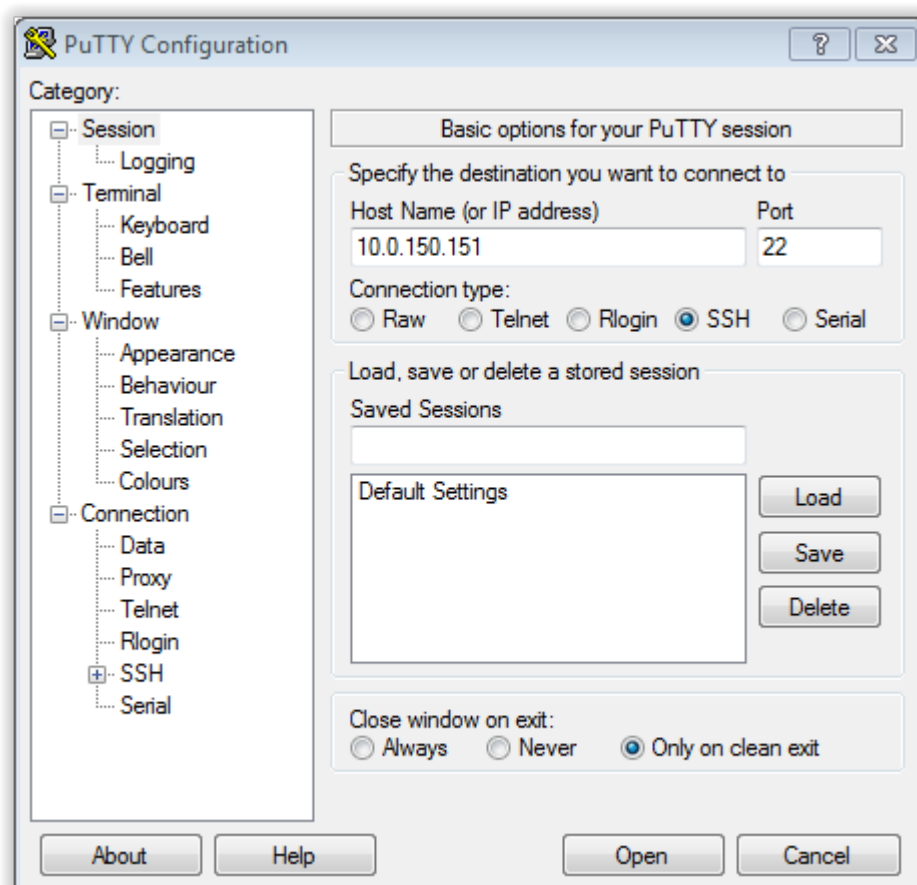 PuTTY Configuration
Category:
Session
Logging
Terminal
Keyboard
Bell
Features
Window
Appearance
Behaviour
Translation
Selection
Colours
Connection
Data
Proxy
Telnet
Rlogin
SSH
Serial
Basic options for your PuTTY session
Specify the destination you want to connect to
Host Name (or IP address) Port
10.0.150.151 22
Connection type:
Raw Telnet Rlogin SSH Serial
Load, save or delete a stored session
Saved Sessions
Default Settings
Load
Save
Delete
Close window on exit:
Always Never Only on clean exit
About Help Open Cancel